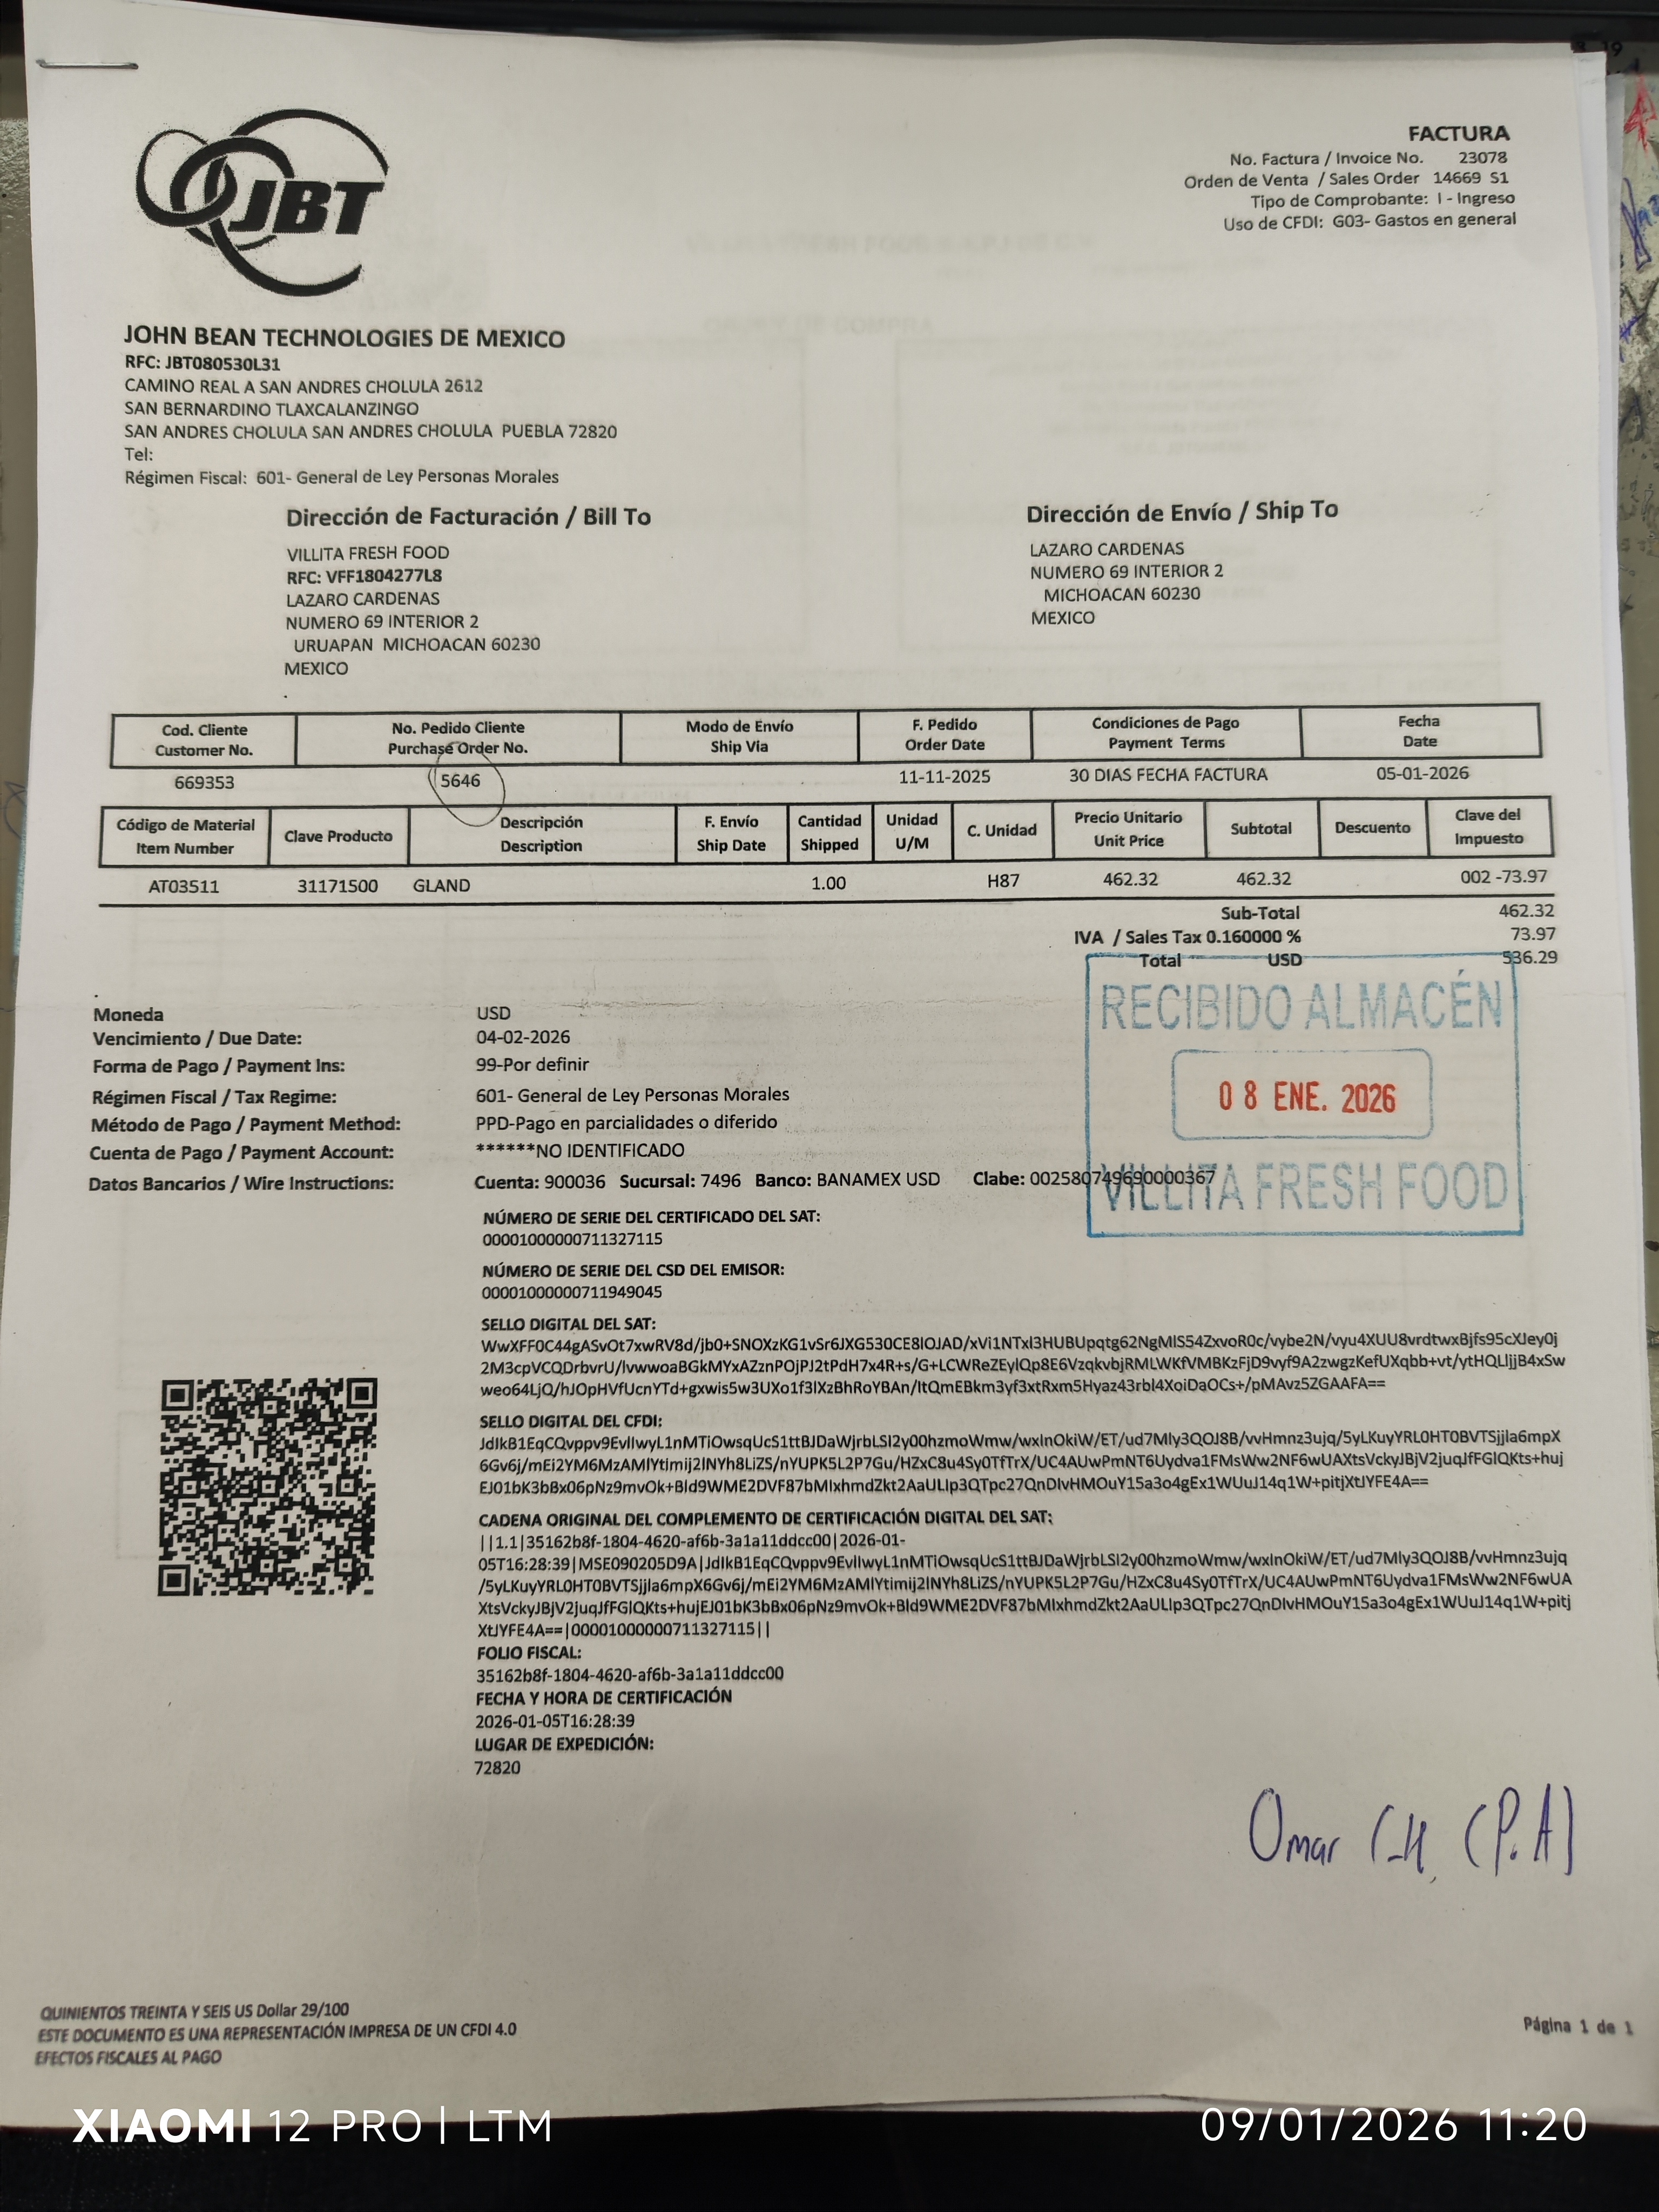 JBT
FACTURA
No. Factura / Invoice No. 23078
Orden de Venta / Sales Order 14669 S1
Tipo de Comprobante: I - Ingreso
Uso de CFDI: G03- Gastos en general
JOHN BEAN TECHNOLOGIES DE MEXICO
RFC: JBT080530L31
CAMINO REAL A SAN ANDRES CHOLULA 2612
SAN BERNARDINO TLAXCALANZINGO
SAN ANDRES CHOLULA SAN ANDRES CHOLULA PUEBLA 72820
Tel:
Régimen Fiscal: 601- General de Ley Personas Morales
Dirección de Facturación / Bill To
VILLITA FRESH FOOD
RFC: VFF1804277L8
LAZARO CARDENAS
NUMERO 69 INTERIOR 2
URUAPAN MICHOACAN 60230
MEXICO
Dirección de Envío / Ship To
LAZARO CARDENAS
NUMERO 69 INTERIOR 2
MICHOACAN 60230
MEXICO
Cod. Cliente No. Pedido Cliente Modo de Envío F. Pedido Condiciones de Pago Fecha
Customer No. Purchase Order No. Ship Via Order Date Payment Terms Date
669353 5646 11-11-2025 30 DIAS FECHA FACTURA 05-01-2026
Código de Material Clave Producto Descripción F. Envío Cantidad Unidad C. Unidad Precio Unitario Subtotal Descuento Clave del
Item Number Description Ship Date Shipped U/M Unit Price Impuesto
AT03511 31171500 GLAND 1.00 H87 462.32 462.32 002 -73.97
Sub-Total 462.32
IVA / Sales Tax 0.160000 % 73.97
Total USD 536.29
RECIBIDO ALMACÉN
08 ENE. 2026
VILLITA FRESH FOOD
Moneda USD
Vencimiento / Due Date: 04-02-2026
Forma de Pago / Payment Ins: 99-Por definir
Régimen Fiscal / Tax Regime: 601- General de Ley Personas Morales
Método de Pago / Payment Method: PPD-Pago en parcialidades o diferido
Cuenta de Pago / Payment Account: ******NO IDENTIFICADO
Datos Bancarios / Wire Instructions: Cuenta: 900036 Sucursal: 7496 Banco: BANAMEX USD Clabe: 002580749690000367
NÚMERO DE SERIE DEL CERTIFICADO DEL SAT:
00001000000711327115
NÚMERO DE SERIE DEL CSD DEL EMISOR:
00001000000711949045
SELLO DIGITAL DEL SAT:
SELLO DIGITAL DEL CFDI:
CADENA ORIGINAL DEL COMPLEMENTO DE CERTIFICACIÓN DIGITAL DEL SAT:
||1.1|35162b8f-1804-4620-af6b-3a1a11ddcc00|2026-01-
XtJYFE4A==|00001000000711327115||
FOLIO FISCAL:
35162b8f-1804-4620-af6b-3a1a11ddcc00
FECHA Y HORA DE CERTIFICACIÓN
2026-01-05T16:28:39
LUGAR DE EXPEDICIÓN:
72820
Omar (P.A)
QUINIENTOS TREINTA Y SEIS US Dollar 29/100
ESTE DOCUMENTO ES UNA REPRESENTACIÓN IMPRESA DE UN CFDI 4.0
EFECTOS FISCALES AL PAGO
Página 1 de 1
XIAOMI 12 PRO | LTM
09/01/2026 11:20